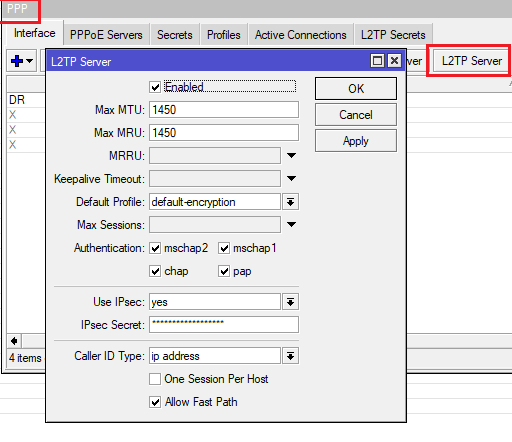 PPP
Interface PPPoE Servers Secrets Profiles Active Connections L2TP Secrets
L2TP Server
DR
X
X
X
4 items
L2TP Server
Enabled
OK
Max MTU: 1450
Cancel
Max MRU: 1450
Apply
MRRU:
Keepalive Timeout:
Default Profile: default-encryption
Max Sessions:
Authentication: mschap2 mschap1
chap pap
Use IPsec: yes
IPsec Secret: ******************
Caller ID Type: ip address
One Session Per Host
Allow Fast Path